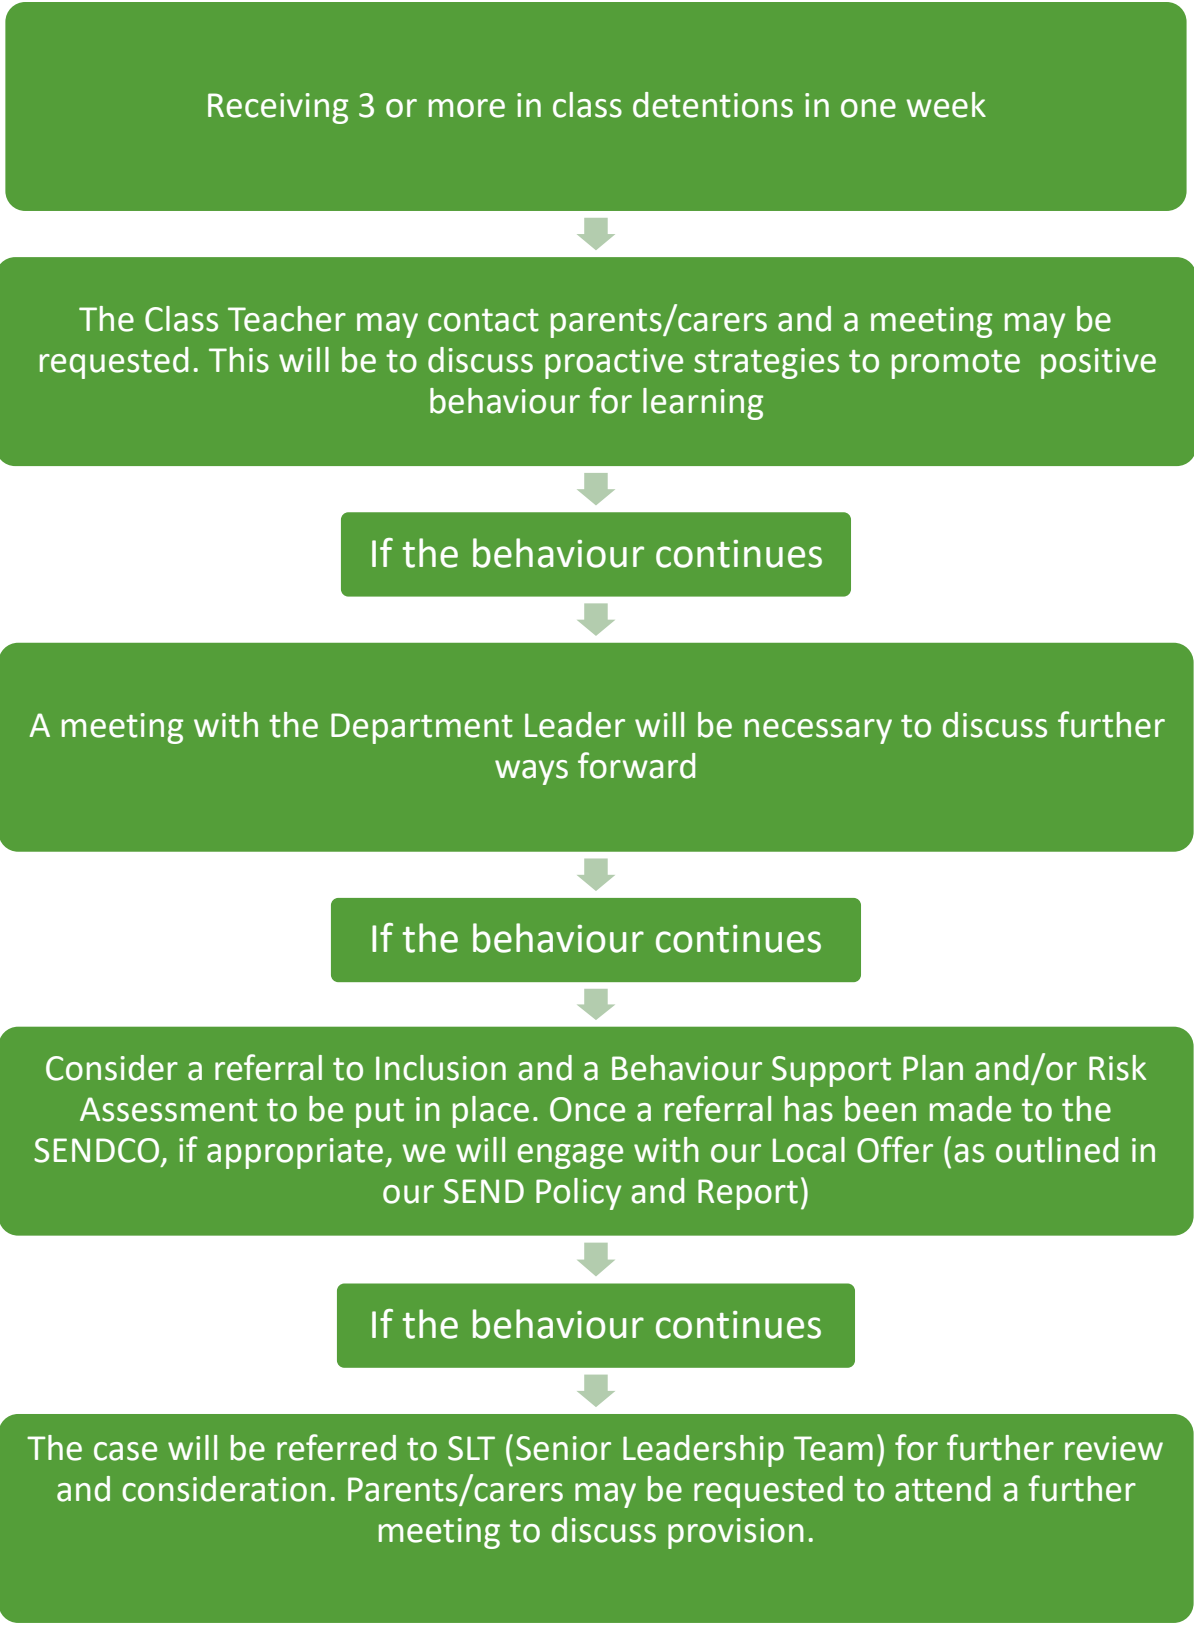 Receiving 3 or more in class detentions in one week
The Class Teacher may contact parents/carers and a meeting may be
requested. This will be to discuss proactive strategies to promote  positive
behaviour for learning
If the behaviour continues
A meeting with the Department Leader will be necessary to discuss further
ways forward
If the behaviour continues
Consider a referral to Inclusion and a Behaviour Support Plan and/or Risk
Assessment to be put in place. Once a referral has been made to the
SENDCO, if appropriate, we will engage with our Local Offer (as outlined in
our SEND Policy and Report)
If the behaviour continues
The case will be referred to SLT (Senior Leadership Team) for further review
and consideration. Parents/carers may be requested to attend a further
meeting to discuss provision.